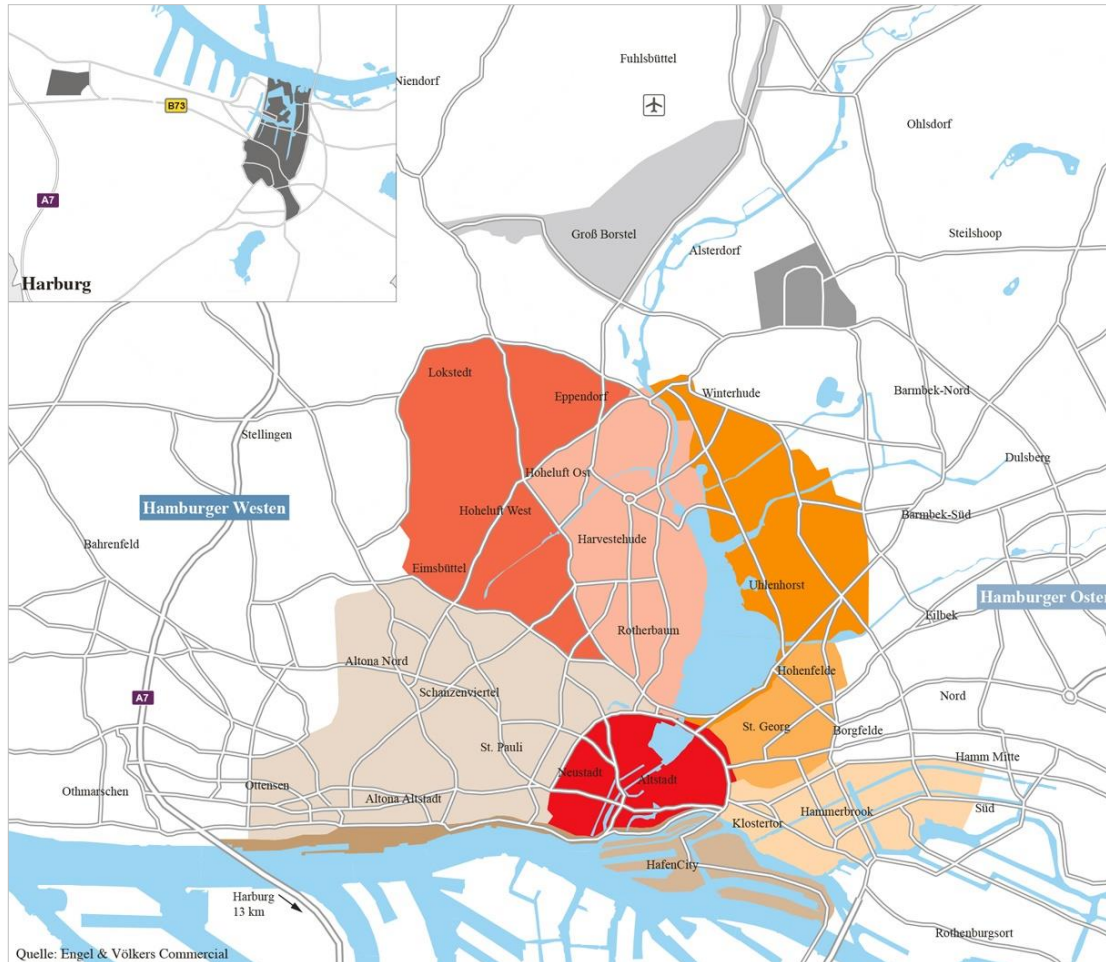 Fuhlsbüttel
Niendorf
B73
Ohlsdorf
A7
Groß Borstel
Steilshoop
Alsterdorf
Harburg
Lokstedt
Eppendorf
Winterhude
Barmbek-Nord
Stellingen
Dulsberg
Hoheluft Ost
Hamburger Westen
Hoheluft West
Barmbek-Süd
Harvestehude
Bahrenfeld
Eimsbüttel
Uhlenhorst
Hamburger Osten
Eilbek
Rotherbaum
Altona Nord
Hohenfelde
Schanzenviertel
Nord
A7
St. Georg
Borgfelde
St. Pauli
Hamm Mitte
Neustadt
Altstadt
Ottensen
Othmarschen
Altona Altstadt
Hammerbrook
Süd
Klostertor
HafenCity
Harburg
13 km
Rothenburgsort
Quelle: Engel & Völkers Commercial